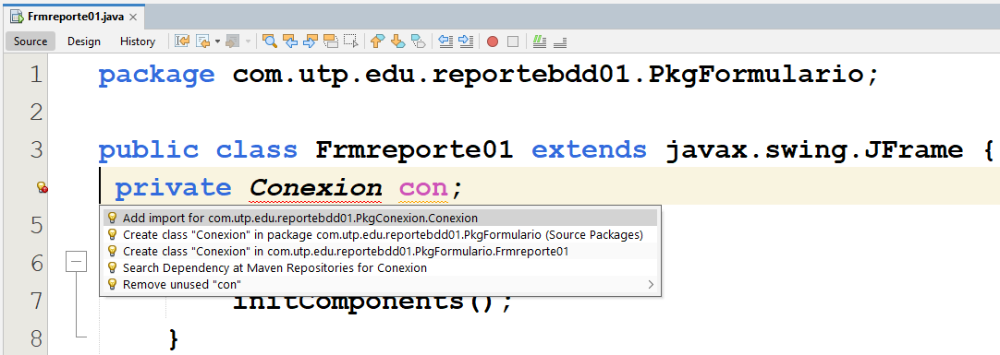 Frmreporte01.java
Source Design History
1 package com.utp.edu.reportebdd01.PkgFormulario;
2
3 public class Frmreporte01 extends javax.swing.JFrame {
private Conexion con;
Add import for com.utp.edu.reportebdd01.PkgConexion.Conexion
5 Create class "Conexion" in package com.utp.edu.reportebdd01.PkgFormulario (Source Packages)
Create class "Conexion" in com.utp.edu.reportebdd01.PkgFormulario.Frmreporte01
6 Search Dependency at Maven Repositories for Conexion
Remove unused "con"
7 initComponents();
8 }